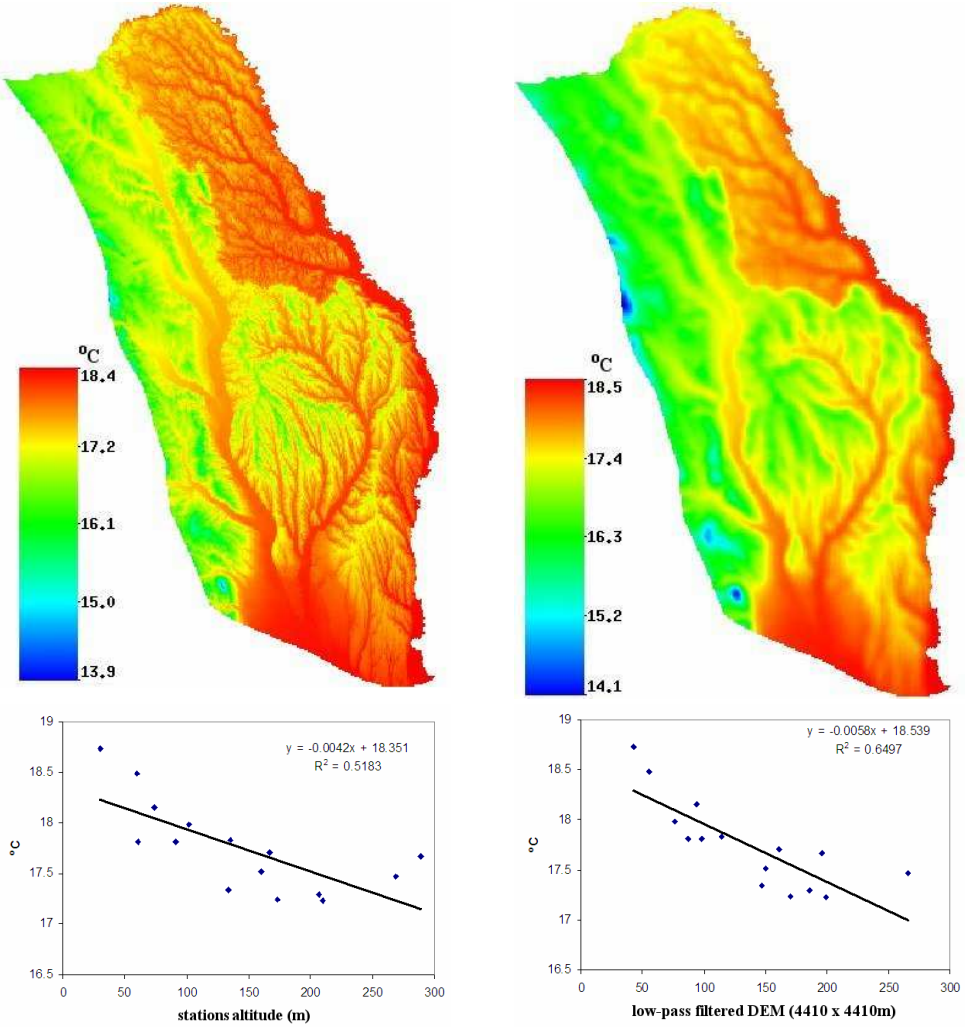 °C
18.4
17.2
16.1
15.0
13.9
°C
18.5
17.4
16.3
15.2
14.1
19
18.5
18
17.5
17
16.5
°C
y = -0.0042x + 18.351
R² = 0.5183
0 50 100 150 200 250 300
stations altitude (m)
19
18.5
18
17.5
17
16.5
°C
y = -0.0058x + 18.539
R² = 0.6497
0 50 100 150 200 250 300
low-pass filtered DEM (4410 x 4410m)